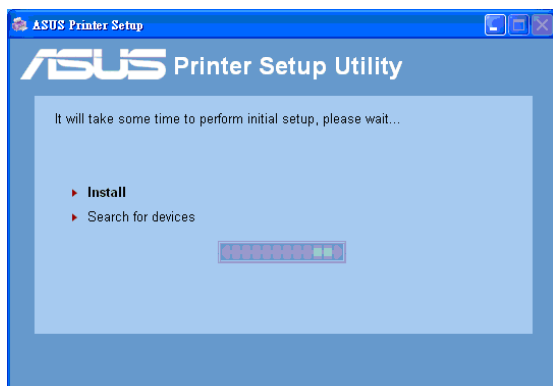 ASUS Printer Setup
ASUS Printer Setup Utility
It will take some time to perform initial setup, please wait...
Install
Search for devices